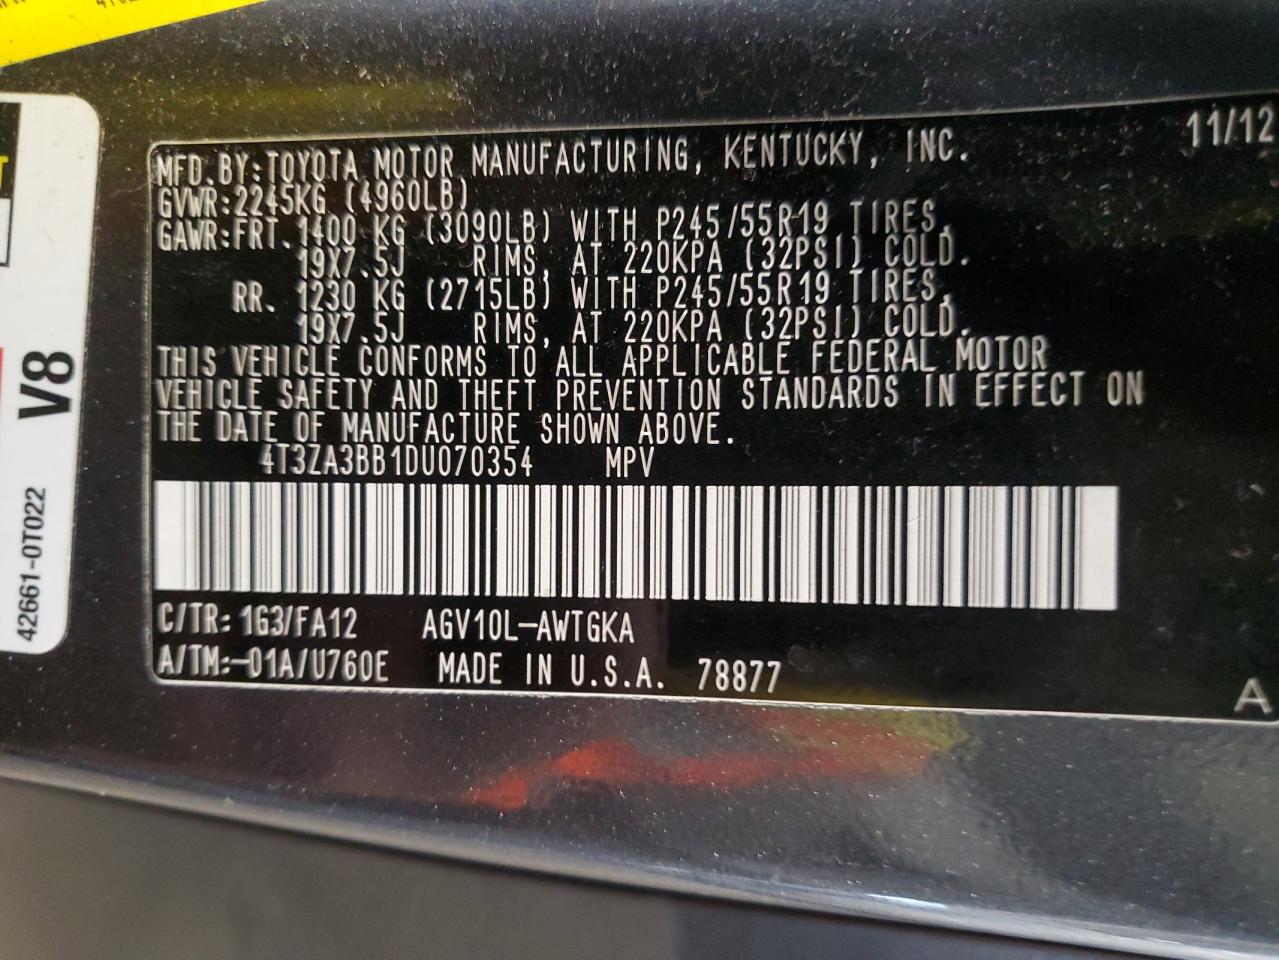 11/12
MFD.BY:TOYOTA MOTOR MANUFACTURING, KENTUCKY, INC.
GVWR:2245KG (4960LB)
GAWR:FRT.1400 KG (3090LB) WITH P245/55R19 TIRES,
19X7.5J RIMS, AT 220KPA (32PSI) COLD.
RR. 1230 KG (2715LB) WITH P245/55R19 TIRES,
19X7.5J RIMS, AT 220KPA (32PSI) COLD.
THIS VEHICLE CONFORMS TO ALL APPLICABLE FEDERAL MOTOR
VEHICLE SAFETY AND THEFT PREVENTION STANDARDS IN EFFECT ON
THE DATE OF MANUFACTURE SHOWN ABOVE.
4T3ZA3BB1DU070354 MPV
C/TR: 1G3/FA12 AGV10L-AWTGKA
A/TM:-01A/U760E MADE IN U.S.A. 78877
A
V8
42661-0T022